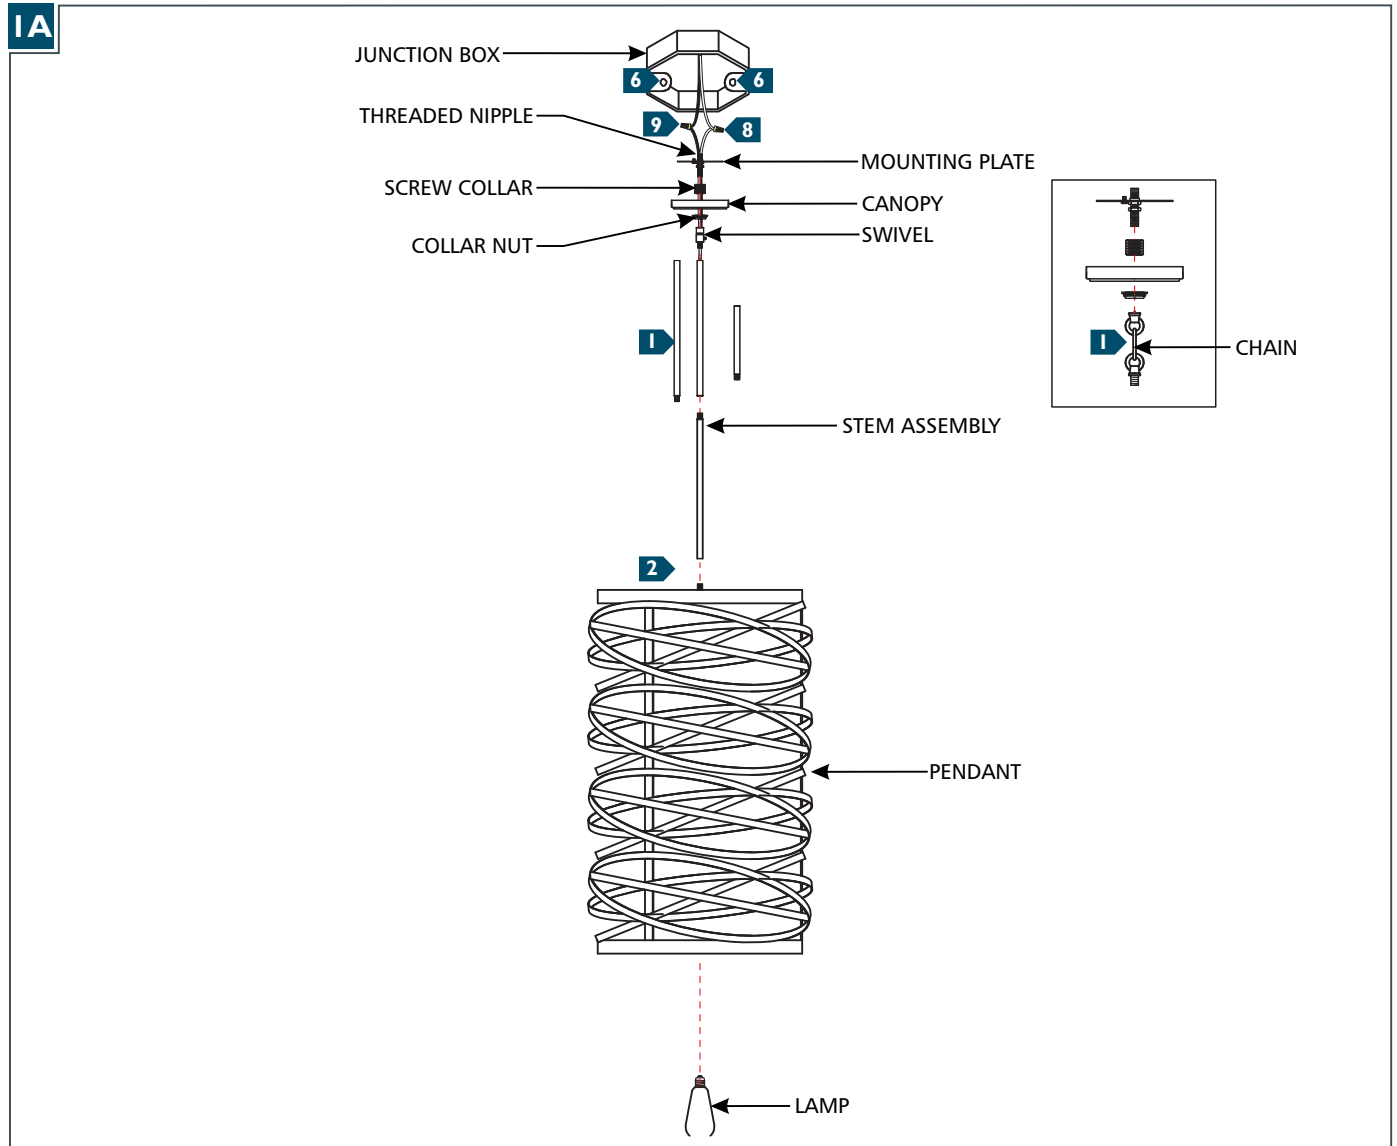 1A
JUNCTION BOX
6
6
THREADED NIPPLE
9
8
MOUNTING PLATE
SCREW COLLAR
CANOPY
COLLAR NUT
SWIVEL
1
1
CHAIN
STEM ASSEMBLY
2
PENDANT
LAMP